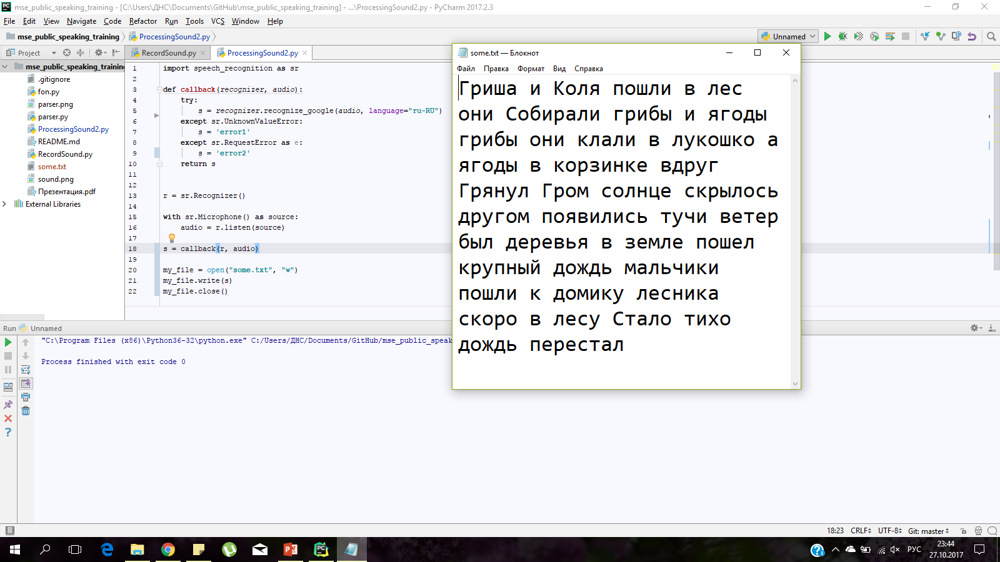 mse_public_speaking_training - [C:\Users\ДНС\Documents\GitHub\mse_public_speaking_training] - ...\ProcessingSound2.py - PyCharm 2017.2.3
File Edit View Navigate Code Refactor Run Tools VCS Window Help
mse_public_speaking_training ProcessingSound2.py Unnamed
Project RecordSound.py ProcessingSound2.py
mse_public_speaking_training
.gitignore
fon.py
parser.png
parser.py
ProcessingSound2.py
README.md
RecordSound.py
some.txt
sound.png
Презентация.pdf
External Libraries
1 import speech_recognition as sr
2
3 def callback(recognizer, audio):
4 try:
5 s = recognizer.recognize_google(audio, language="ru-RU")
6 except sr.UnknownValueError:
7 s = 'error1'
8 except sr.RequestError as e:
9 s = 'error2'
10 return s
11
12
13 r = sr.Recognizer()
14
15 with sr.Microphone() as source:
16 audio = r.listen(source)
17
18 s = callback(r, audio)
19
20 my_file = open("some.txt", "w")
21 my_file.write(s)
22 my_file.close()
some.txt — Блокнот
Файл Правка Формат Вид Справка
Гриша и Коля пошли в лес
они Собирали грибы и ягоды
грибы они клали в лукошко а
ягоды в корзинке вдруг
Грянул Гром солнце скрылось
другом появились тучи ветер
был деревья в земле пошел
крупный дождь мальчики
пошли к домику лесника
скоро в лесу Стало тихо
дождь перестал
Run Unnamed
"C:\Program Files (x86)\Python36-32\python.exe" C:/Users/ДНС/Documents/GitHub/mse_public_speak
Process finished with exit code 0
18:23 CRLF UTF-8 Git: master
РУС
23:44
27.10.2017